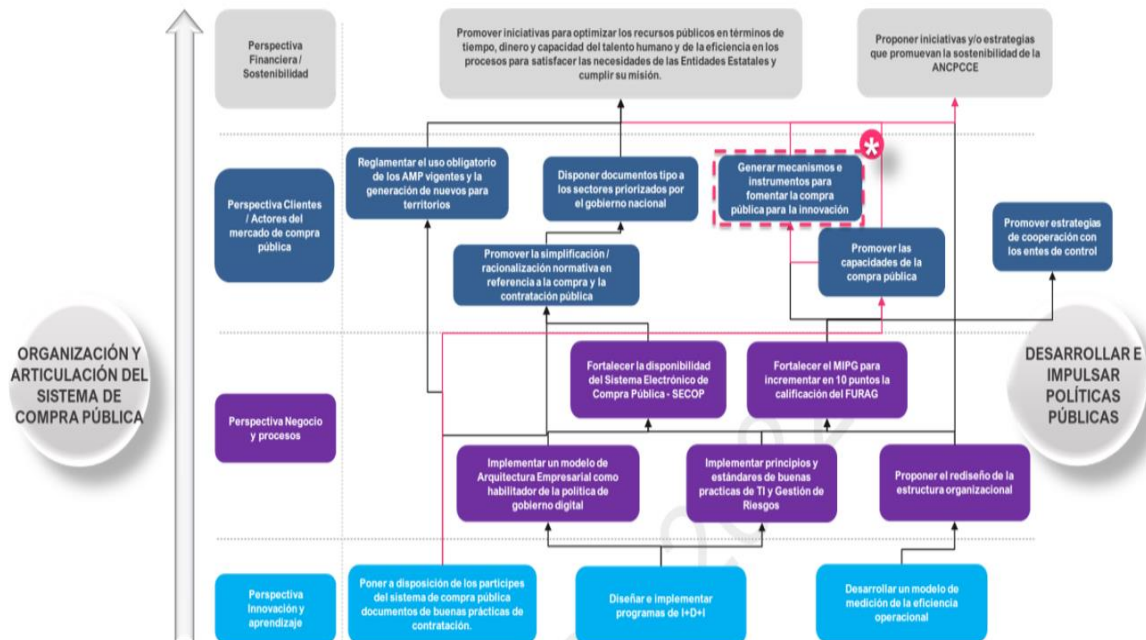 Perspectiva
Financiera /
Sostenibilidad
Promover iniciativas para optimizar los recursos públicos en términos de
tiempo, dinero y capacidad del talento humano y de la eficiencia en los
procesos para satisfacer las necesidades de las Entidades Estatales y
cumplir su misión.
Proponer iniciativas y/o estrategias
que promuevan la sostenibilidad de la
ANCPCCE
Perspectiva Clientes
/ Actores del
mercado de compra
pública
Reglamentar el uso obligatorio
de los AMP vigentes y la
generación de nuevos para
territorios
Disponer documentos tipo a
los sectores priorizados por
el gobierno nacional
Generar mecanismos e
instrumentos para
fomentar la compra
pública para la innovación
*
Promover la simplificación /
racionalización normativa en
referencia a la compra y la
contratación pública
Promover las
capacidades de la
compra pública
Promover estrategias
de cooperación con
los entes de control
ORGANIZACIÓN Y
ARTICULACIÓN DEL
SISTEMA DE
COMPRA PÚBLICA
DESARROLLAR E
IMPULSAR
POLÍTICAS
PÚBLICAS
Perspectiva Negocio
y procesos
Fortalecer la disponibilidad
del Sistema Electrónico de
Compra Pública - SECOP
Fortalecer el MIPG para
incrementar en 10 puntos la
calificación del FURAG
Implementar un modelo de
Arquitectura Empresarial como
habilitador de la política de
gobierno digital
Implementar principios y
estándares de buenas
practicas de TI y Gestión de
Riesgos
Proponer el rediseño de la
estructura organizacional
Perspectiva
Innovación y
aprendizaje
Poner a disposición de los participes
del sistema de compra pública
documentos de buenas prácticas de
contratación.
Diseñar e implementar
programas de I+D+I
Desarrollar un modelo de
medición de la eficiencia
operacional